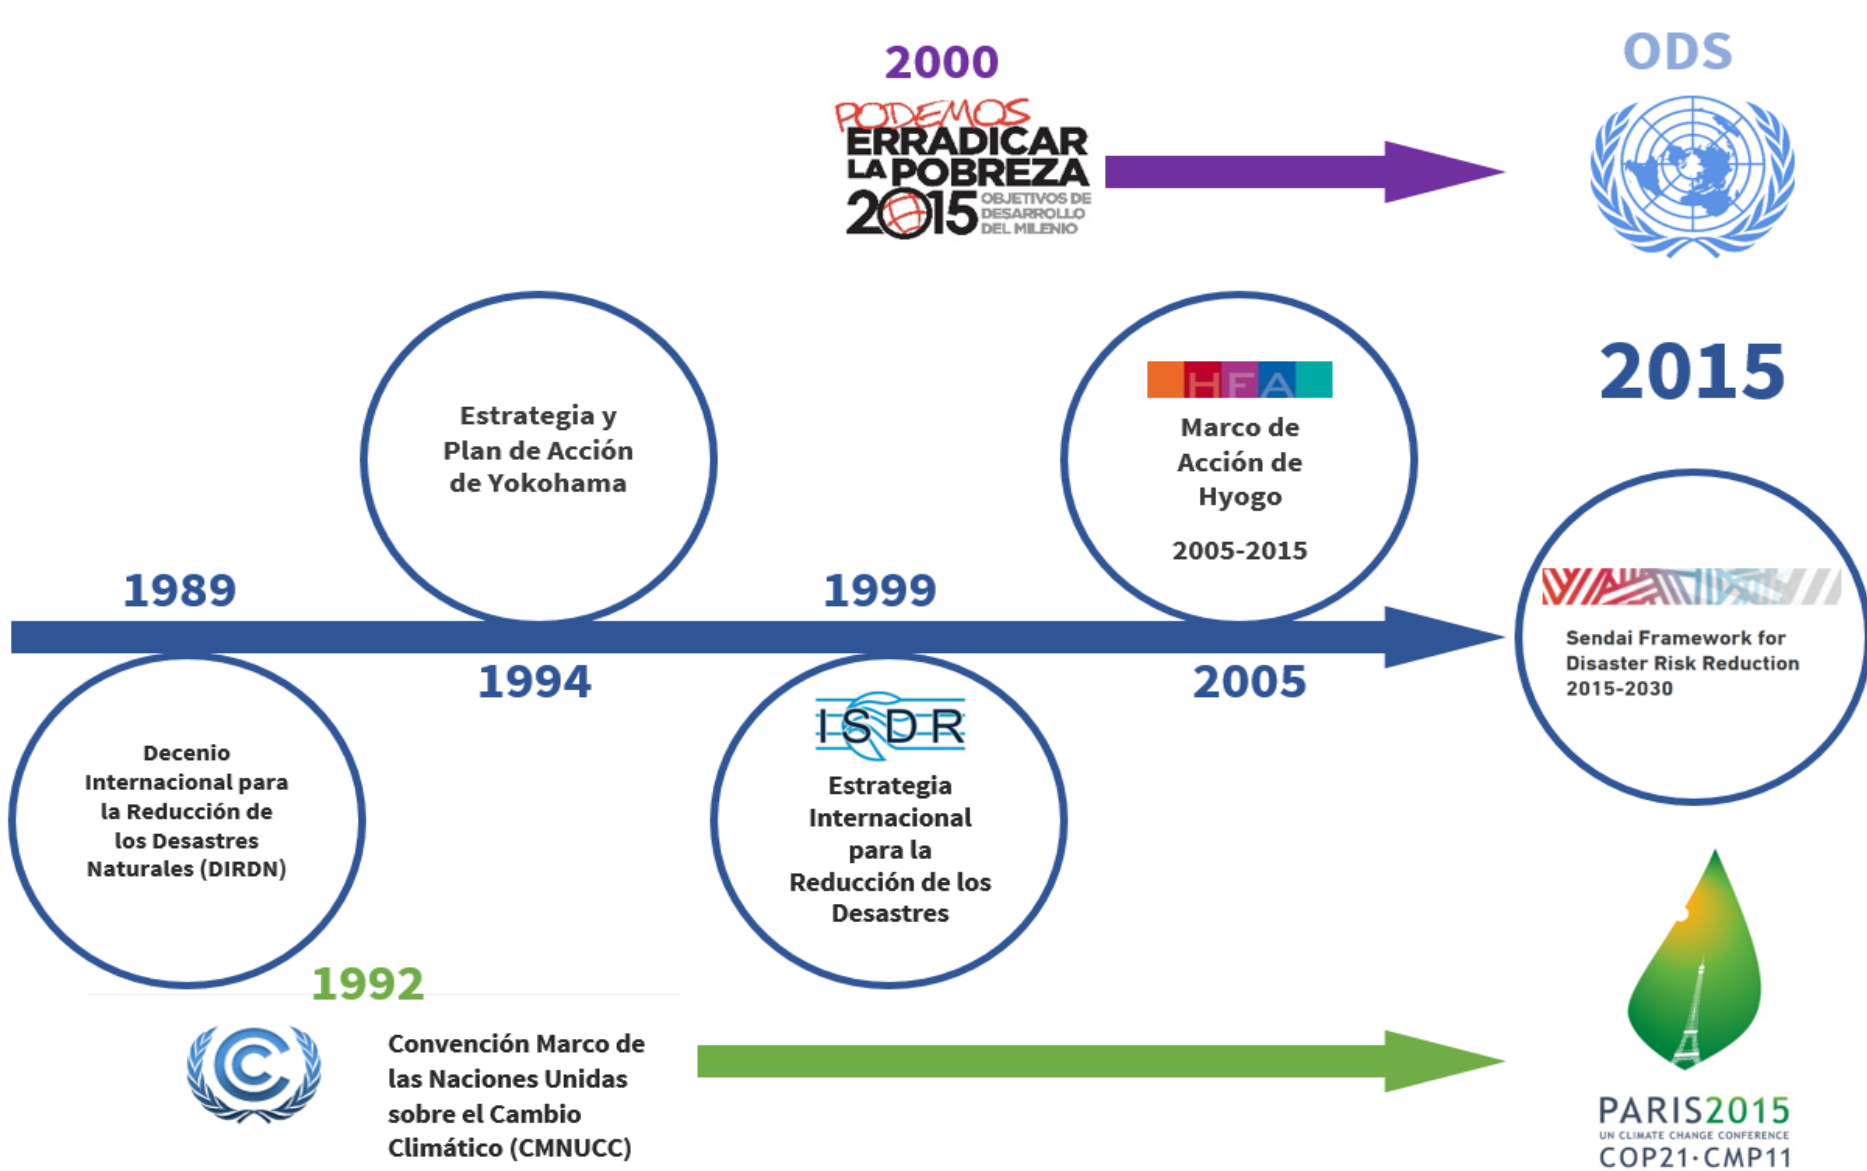 2000
PODEMOS
ERRADICAR
LA POBREZA
2015
OBJETIVOS DE
DESARROLLO
DEL MILENIO
ODS
2015
Estrategia y
Plan de Acción
de Yokohama
HFA
Marco de
Acción de
Hyogo
2005-2015
1989
1999
1994
2005
Sendai Framework for
Disaster Risk Reduction
2015-2030
Decenio
Internacional para
la Reducción de
los Desastres
Naturales (DIRDN)
ISDR
Estrategia
Internacional
para la
Reducción de los
Desastres
1992
Convención Marco de
las Naciones Unidas
sobre el Cambio
Climático (CMNUCC)
PARIS2015
UN CLIMATE CHANGE CONFERENCE
COP21·CMP11